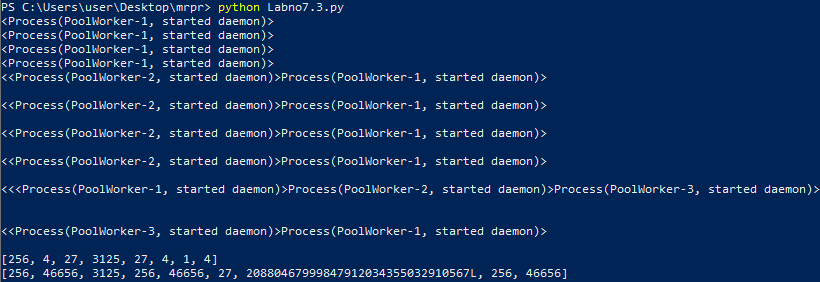 PS C:\Users\user\Desktop\mrpr> python Labno7.3.py
<Process(PoolWorker-1, started daemon)>
<Process(PoolWorker-1, started daemon)>
<Process(PoolWorker-1, started daemon)>
<Process(PoolWorker-1, started daemon)>
<<Process(PoolWorker-2, started daemon)>Process(PoolWorker-1, started daemon)>
<<Process(PoolWorker-2, started daemon)>Process(PoolWorker-1, started daemon)>
<<Process(PoolWorker-2, started daemon)>Process(PoolWorker-1, started daemon)>
<<Process(PoolWorker-2, started daemon)>Process(PoolWorker-1, started daemon)>
<<<Process(PoolWorker-1, started daemon)>Process(PoolWorker-2, started daemon)>Process(PoolWorker-3, started daemon)>
<<Process(PoolWorker-3, started daemon)>Process(PoolWorker-1, started daemon)>
[256, 4, 27, 3125, 27, 4, 1, 4]
[256, 46656, 3125, 256, 46656, 27, 20880467999847912034355032910567L, 256, 46656]